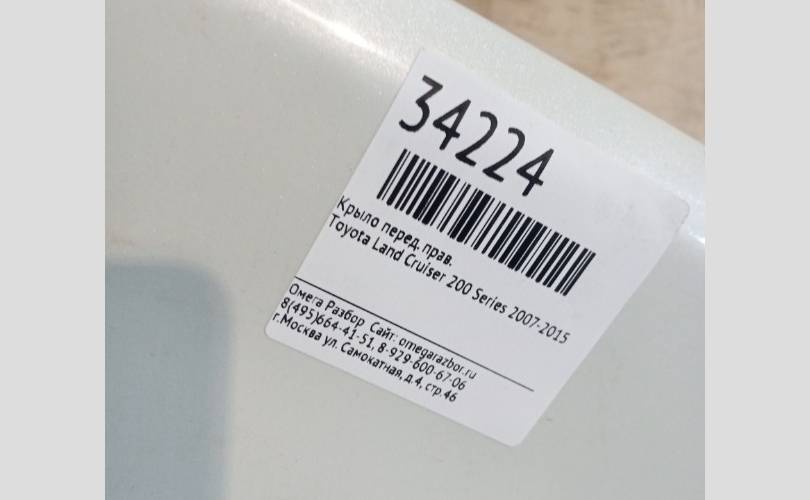 34224
Крыло перед. прав.
Toyota Land Cruiser 200 Series 2007-2015
Омега Разбор Сайт: omegarazbor.ru
8(495)664-41-51, 8-929-600-67-06
г.Москва ул. Самокатная, д.4, стр.46